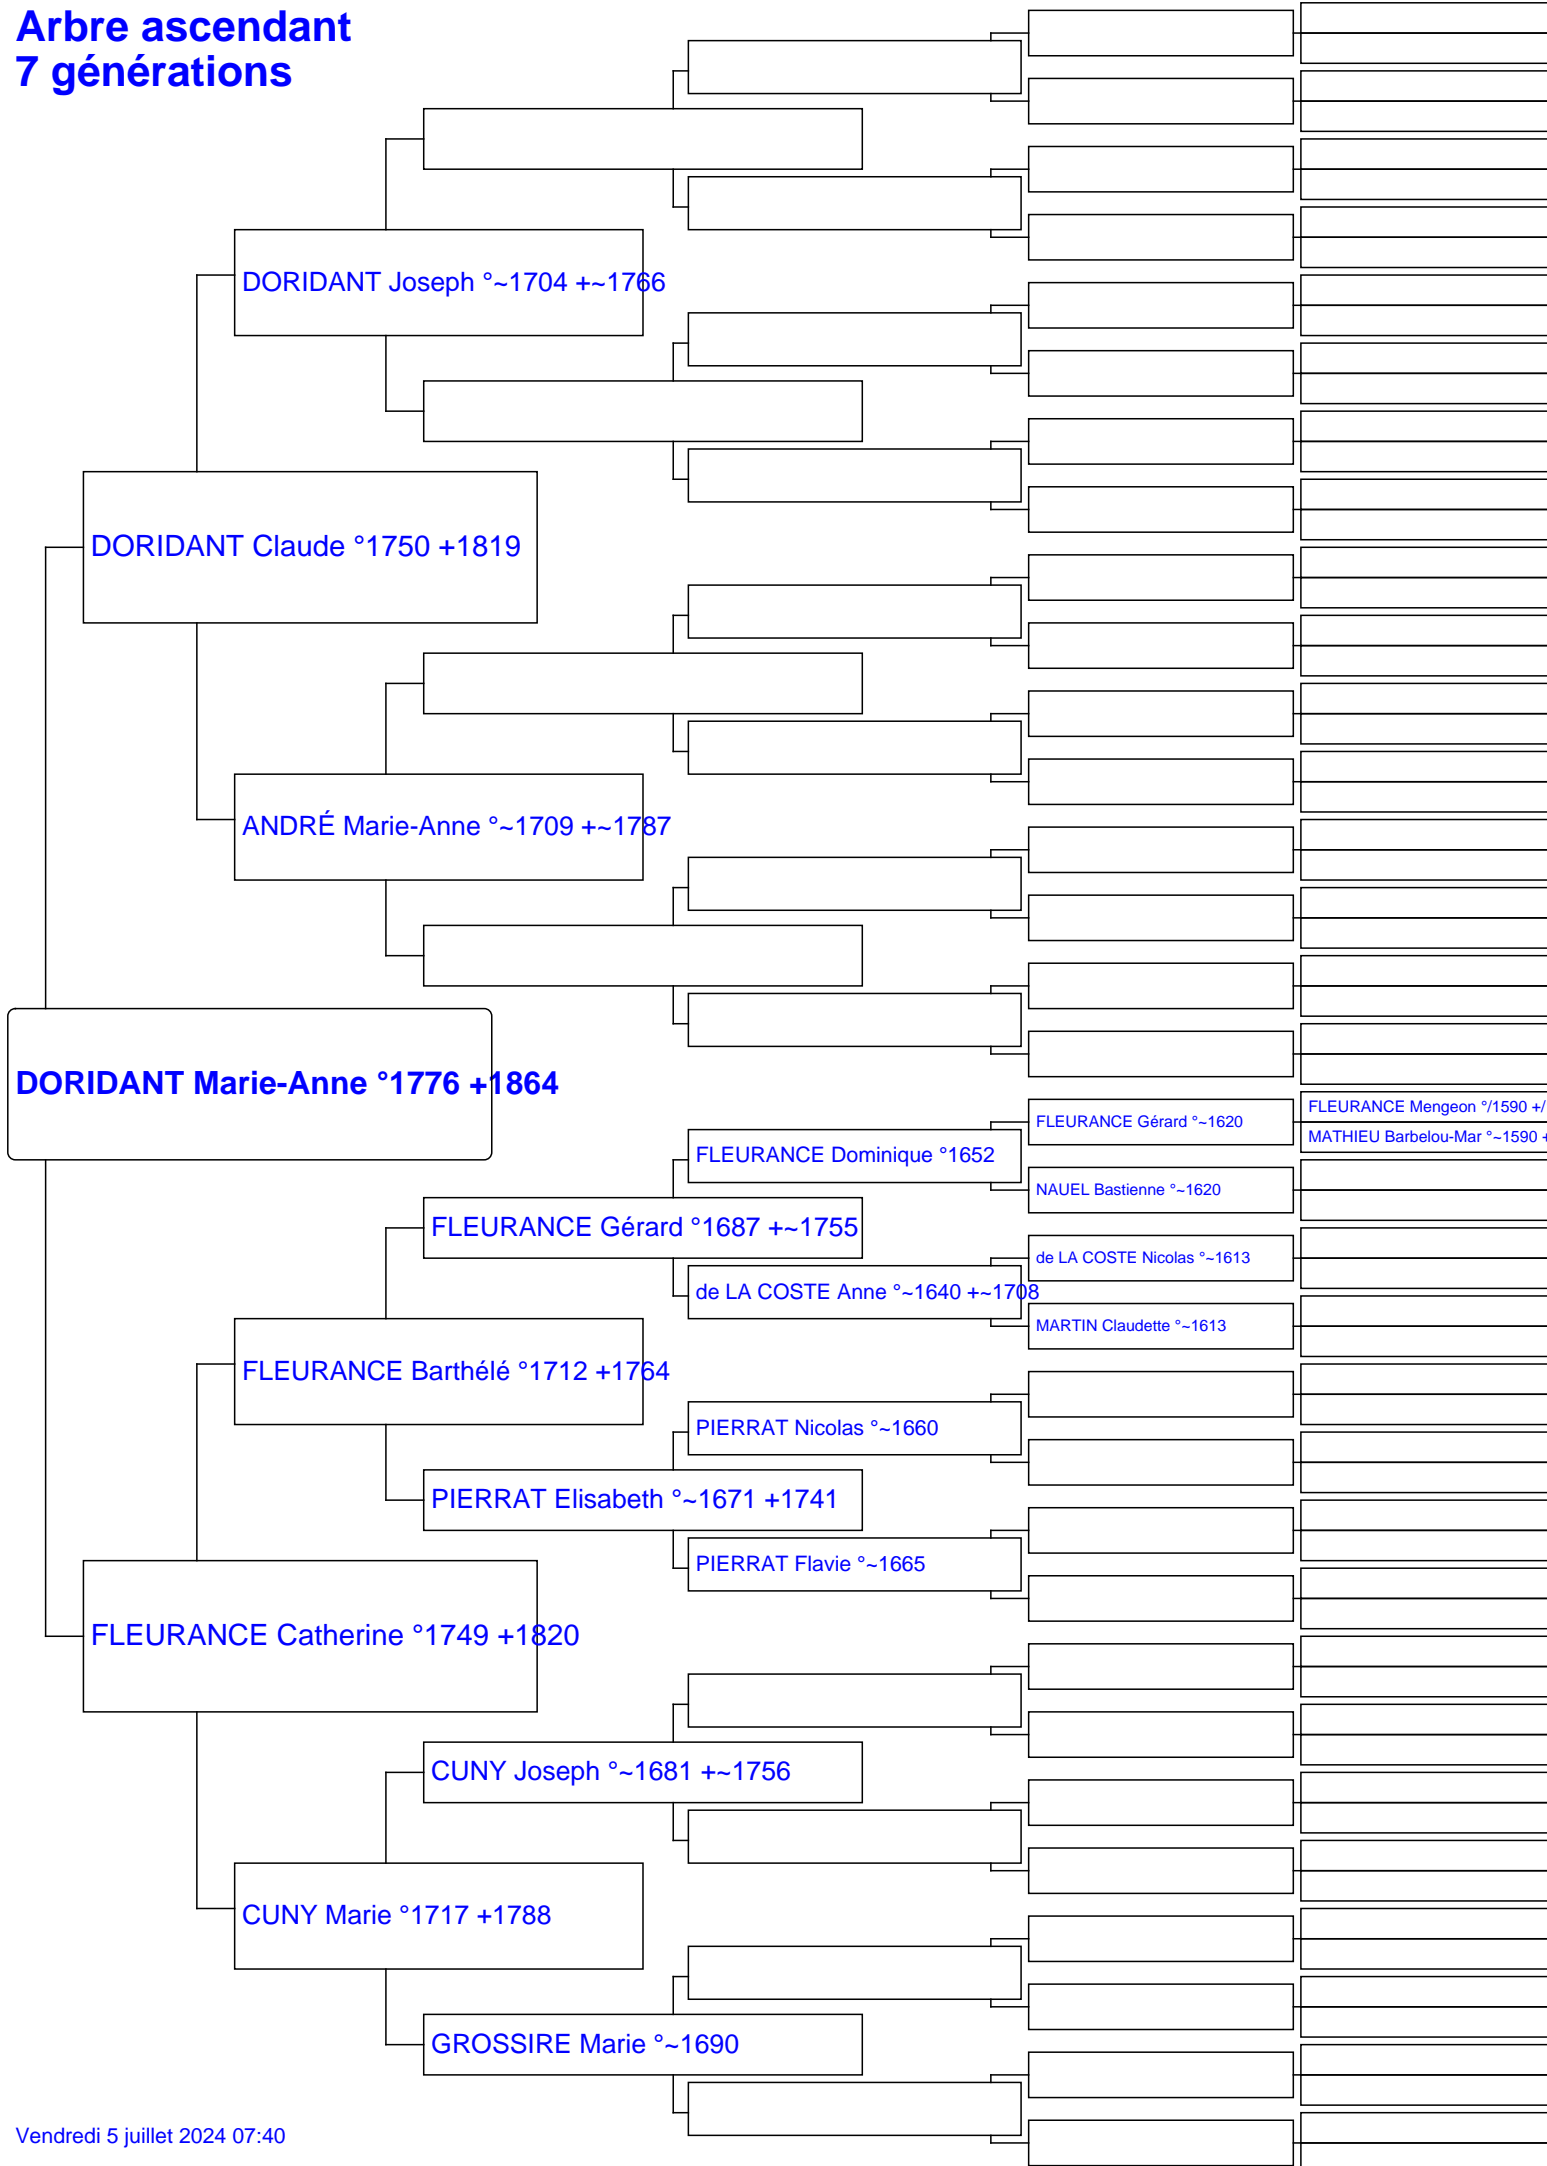 Arbre ascendant
7 générations
DORIDANT Joseph °~1704 +~1766
DORIDANT Claude °1750 +1819
ANDRÉ Marie-Anne °~1709 +~1787
DORIDANT Marie-Anne °1776 +1864
FLEURANCE Mengeon °/1590 +/
FLEURANCE Gérard °~1620
MATHIEU Barbelou-Mar °~1590 +
FLEURANCE Dominique °1652
NAUEL Bastienne °~1620
FLEURANCE Gérard °1687 +~1755
de LA COSTE Nicolas °~1613
de LA COSTE Anne °~1640 +~1708
MARTIN Claudette °~1613
FLEURANCE Barthélé °1712 +1764
PIERRAT Nicolas °~1660
PIERRAT Elisabeth °~1671 +1741
PIERRAT Flavie °~1665
FLEURANCE Catherine °1749 +1820
CUNY Joseph °~1681 +~1756
CUNY Marie °1717 +1788
GROSSIRE Marie °~1690
Vendredi 5 juillet 2024 07:40